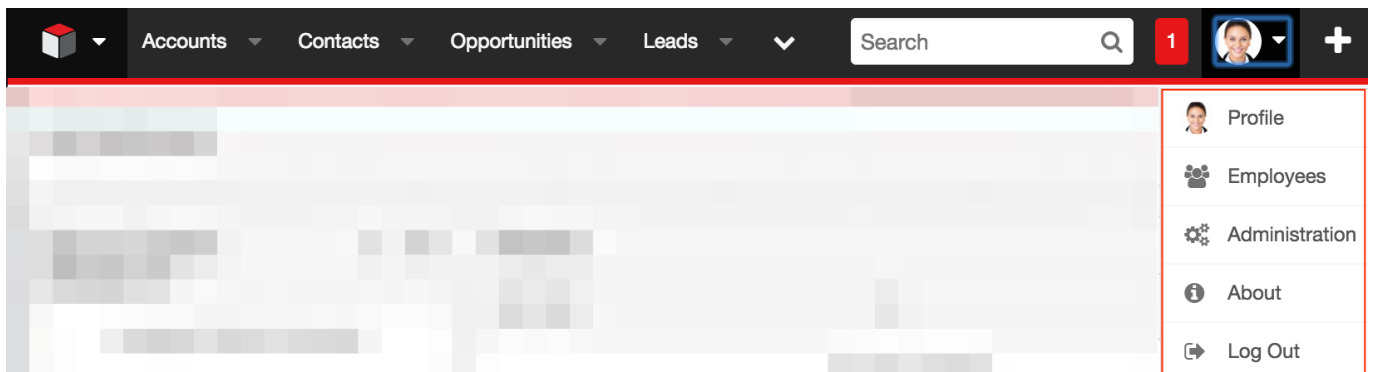 Accounts Contacts Opportunities Leads Search 1
Profile
Employees
Administration
About
Log Out